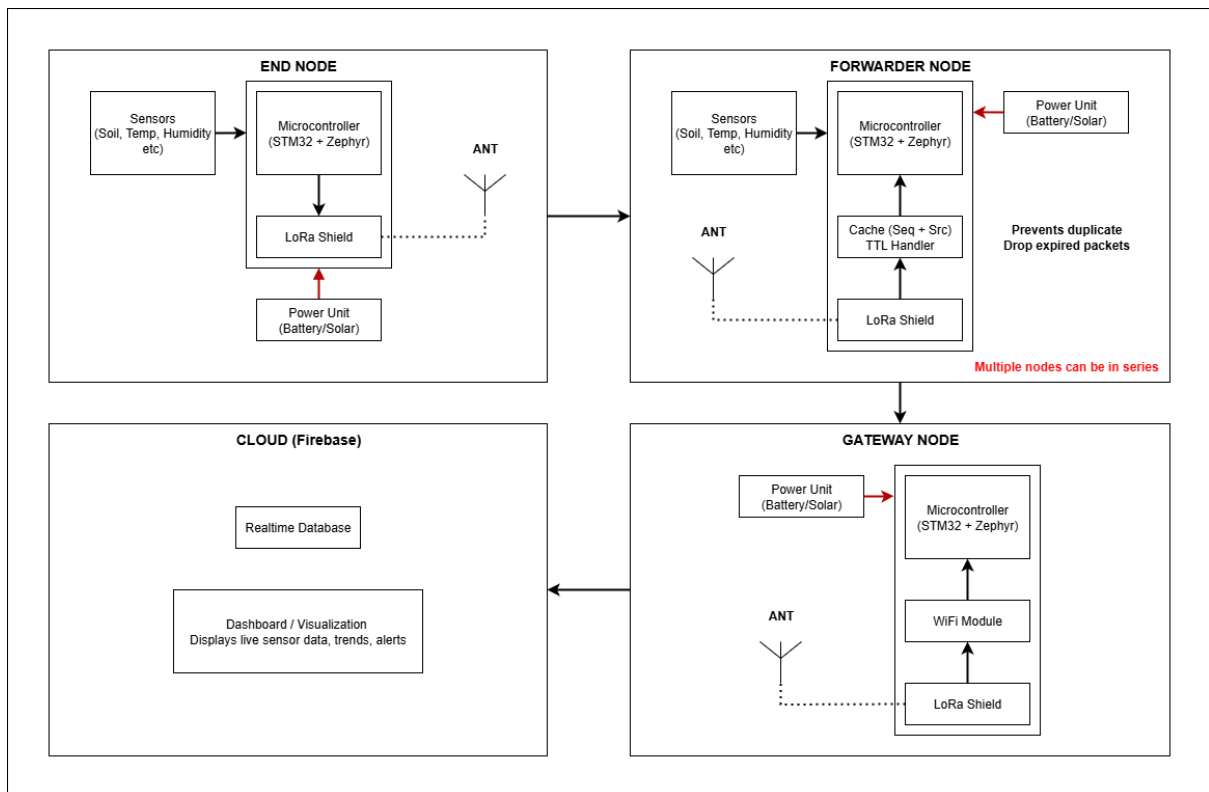 END NODE
Sensors
(Soil, Temp, Humidity
etc)
Microcontroller
(STM32 + Zephyr)
ANT
LoRa Shield
Power Unit
(Battery/Solar)
FORWARDER NODE
Sensors
(Soil, Temp, Humidity
etc)
Microcontroller
(STM32 + Zephyr)
Power Unit
(Battery/Solar)
ANT
Cache (Seq + Src)
TTL Handler
Prevents duplicate
Drop expired packets
LoRa Shield
Multiple nodes can be in series
CLOUD (Firebase)
Realtime Database
Dashboard / Visualization
Displays live sensor data, trends, alerts
GATEWAY NODE
Power Unit
(Battery/Solar)
Microcontroller
(STM32 + Zephyr)
ANT
WiFi Module
LoRa Shield